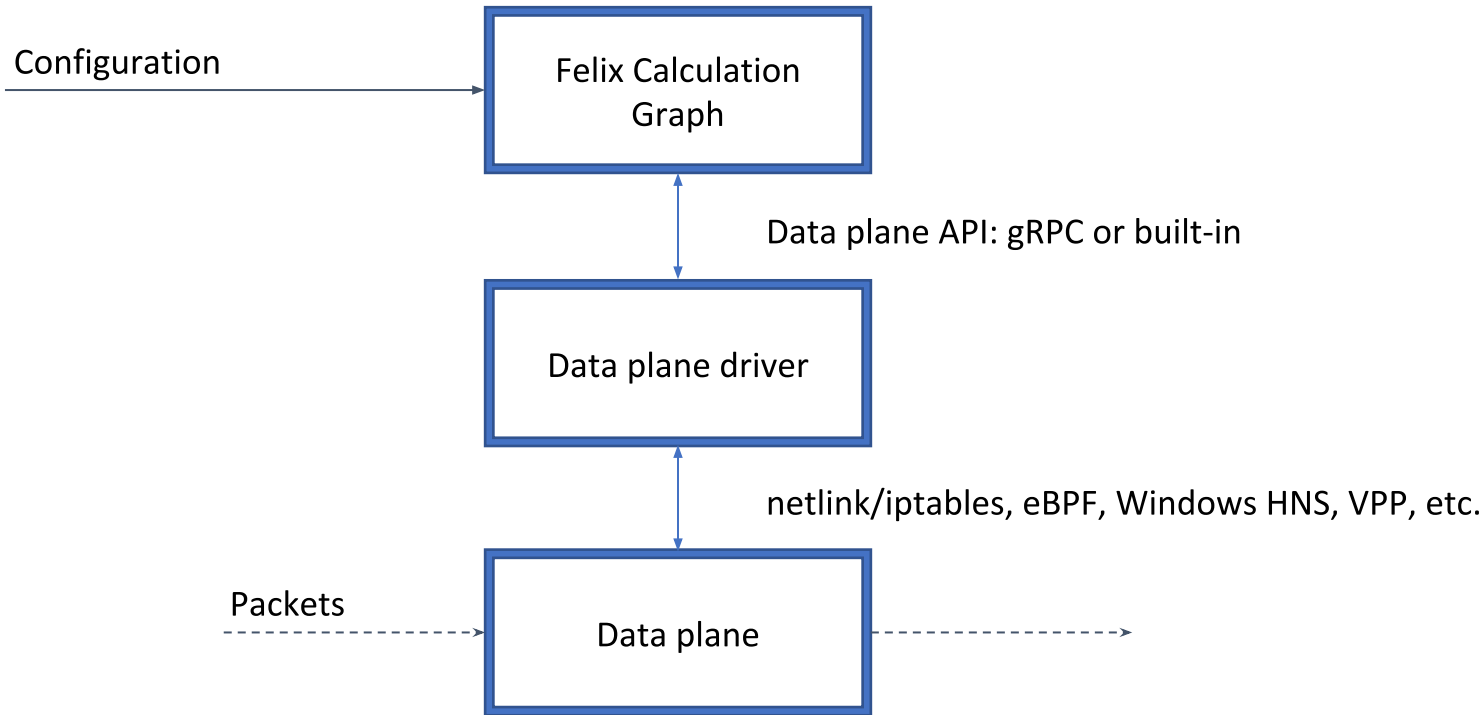 Configuration
Felix Calculation
Graph
Data plane API: gRPC or built-in
Data plane driver
netlink/iptables, eBPF, Windows HNS, VPP, etc.
Packets
Data plane